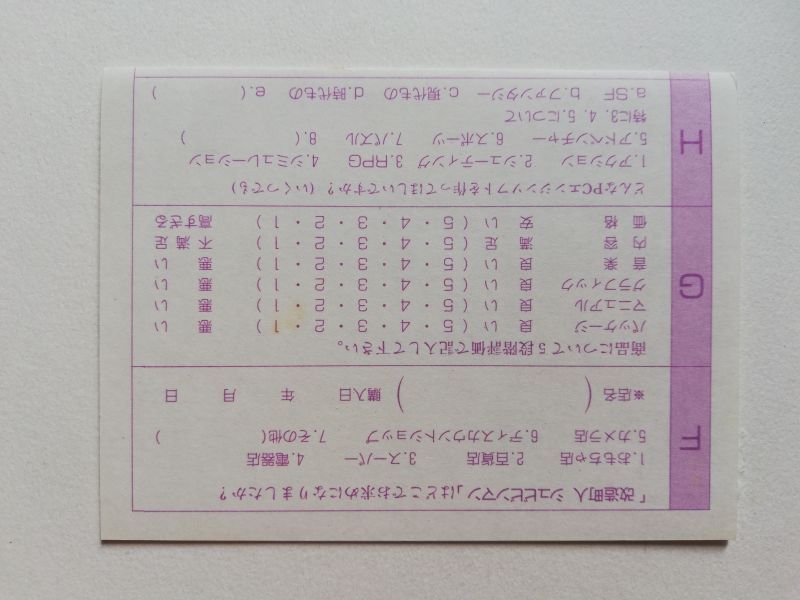 F
「改造町人 シュビビンマン」はどこでお求めになりましたか?
1.おもちゃ店 2.百貨店 3.スーパー 4.電器店
5.カメラ店 6.ディスカウントショップ 7.その他( )
※店名( ) 購入日 年 月 日
G
商品について5段階評価で記入して下さい。
パッケージ 良い(5・4・3・2・1)悪い
マニュアル 良い(5・4・3・2・1)悪い
グラフィック 良い(5・4・3・2・1)悪い
音楽 良い(5・4・3・2・1)悪い
内容 満足(5・4・3・2・1)不満足
価格 安い(5・4・3・2・1)高すぎる
H
どんなPCエンジンソフトを作ってほしいですか?(いくつでも)
1.アクション 2.シューティング 3.RPG 4.シミュレーション
5.アドベンチャー 6.スポーツ 7.パズル 8.( )
特に3. 4. 5.について
a.SF b.ファンタジー c.現代もの d.時代もの e.( )